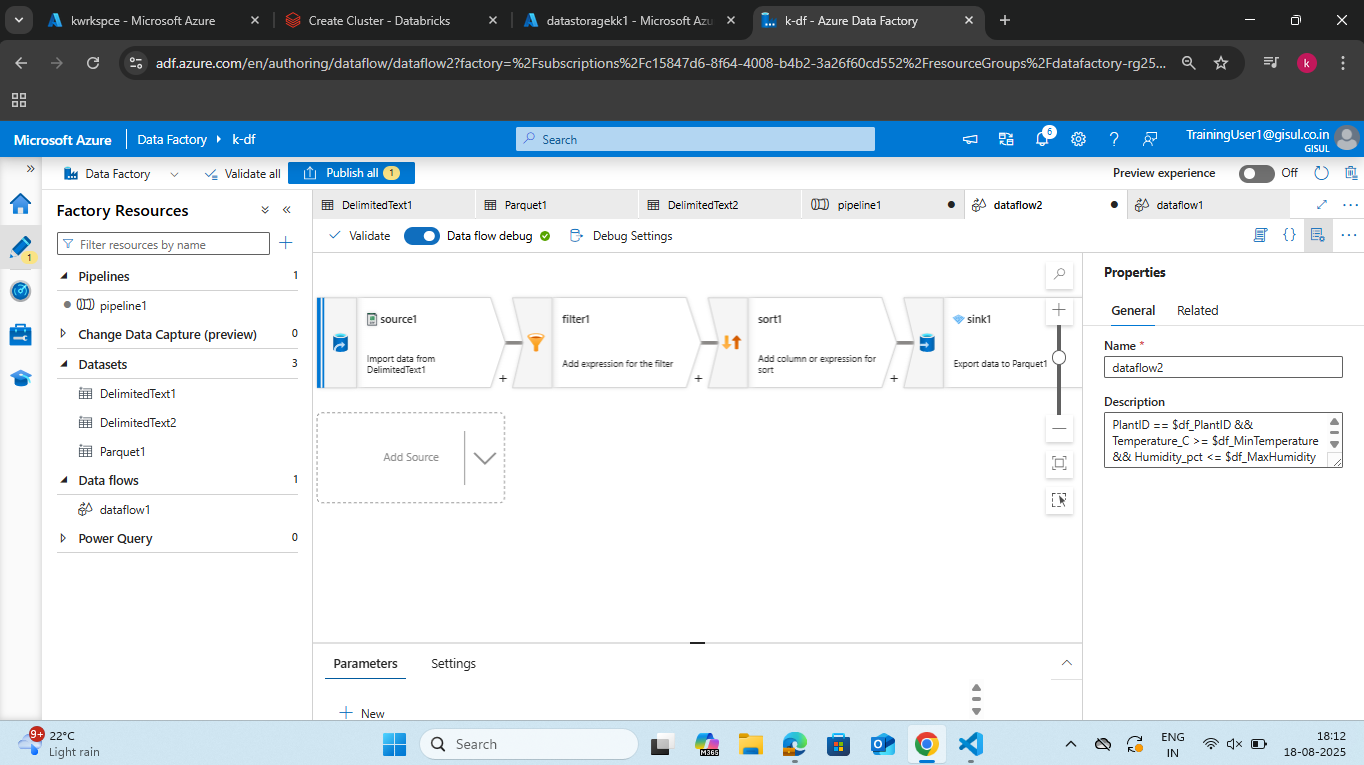 kwrkspce - Microsoft Azure
Create Cluster - Databricks
datastoragekk1 - Microsoft Azu
k-df - Azure Data Factory
adf.azure.com/en/authoring/dataflow/dataflow2?factory=%2Fsubscriptions%2Fc15847d6-8f64-4008-b4b2-3a26f60cd552%2FresourceGroups%2Fdatafactory-rg25...
k
Microsoft Azure
Data Factory
k-df
Search
6
TrainingUser1@gisul.co.in
GISUL
Data Factory
Validate all
Publish all 1
Preview experience
Off
1
Factory Resources
Filter resources by name
Pipelines 1
pipeline1
Change Data Capture (preview) 0
Datasets 3
DelimitedText1
DelimitedText2
Parquet1
Data flows 1
dataflow1
Power Query 0
DelimitedText1
Parquet1
DelimitedText2
pipeline1
dataflow2
dataflow1
Validate
Data flow debug
Debug Settings
source1
Import data from
DelimitedText1
filter1
Add expression for the filter
sort1
Add column or expression for
sort
sink1
Export data to Parquet1
Add Source
Parameters
Settings
New
Properties
General
Related
Name *
dataflow2
Description
PlantID == $df_PlantID &&
Temperature_C >= $df_MinTemperature
&& Humidity_pct <= $df_MaxHumidity
9+
22°C
Light rain
Search
M365
ENG
IN
18:12
18-08-2025